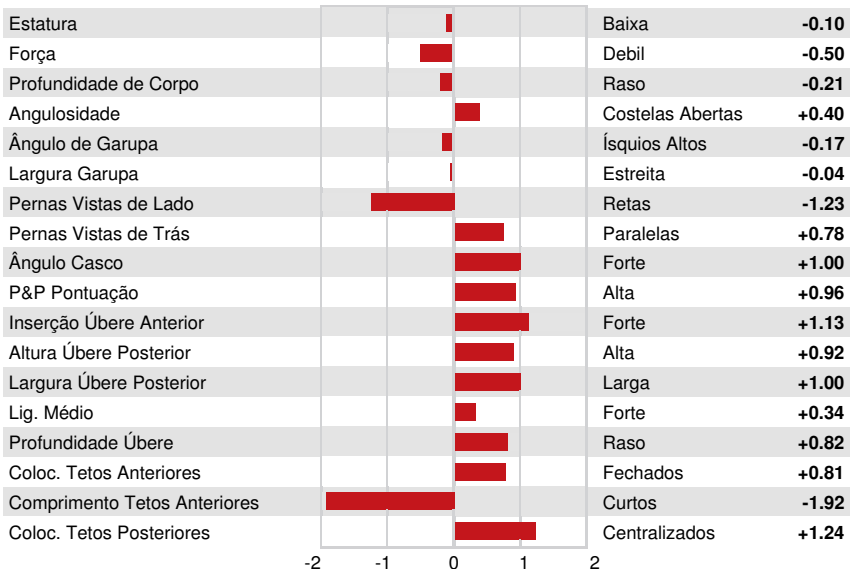 Estatura Baixa -0.10
Força Debil -0.50
Profundidade de Corpo Raso -0.21
Angulosidade Costelas Abertas +0.40
Ângulo de Garupa Ísquios Altos -0.17
Largura Garupa Estreita -0.04
Pernas Vistas de Lado Retas -1.23
Pernas Vistas de Trás Paralelas +0.78
Ângulo Casco Forte +1.00
P&P Pontuação Alta +0.96
Inserção Úbere Anterior Forte +1.13
Altura Úbere Posterior Alta +0.92
Largura Úbere Posterior Larga +1.00
Lig. Médio Forte +0.34
Profundidade Úbere Raso +0.82
Coloc. Tetos Anteriores Fechados +0.81
Comprimento Tetos Anteriores Curtos -1.92
Coloc. Tetos Posteriores Centralizados +1.24
-2 -1 0 1 2